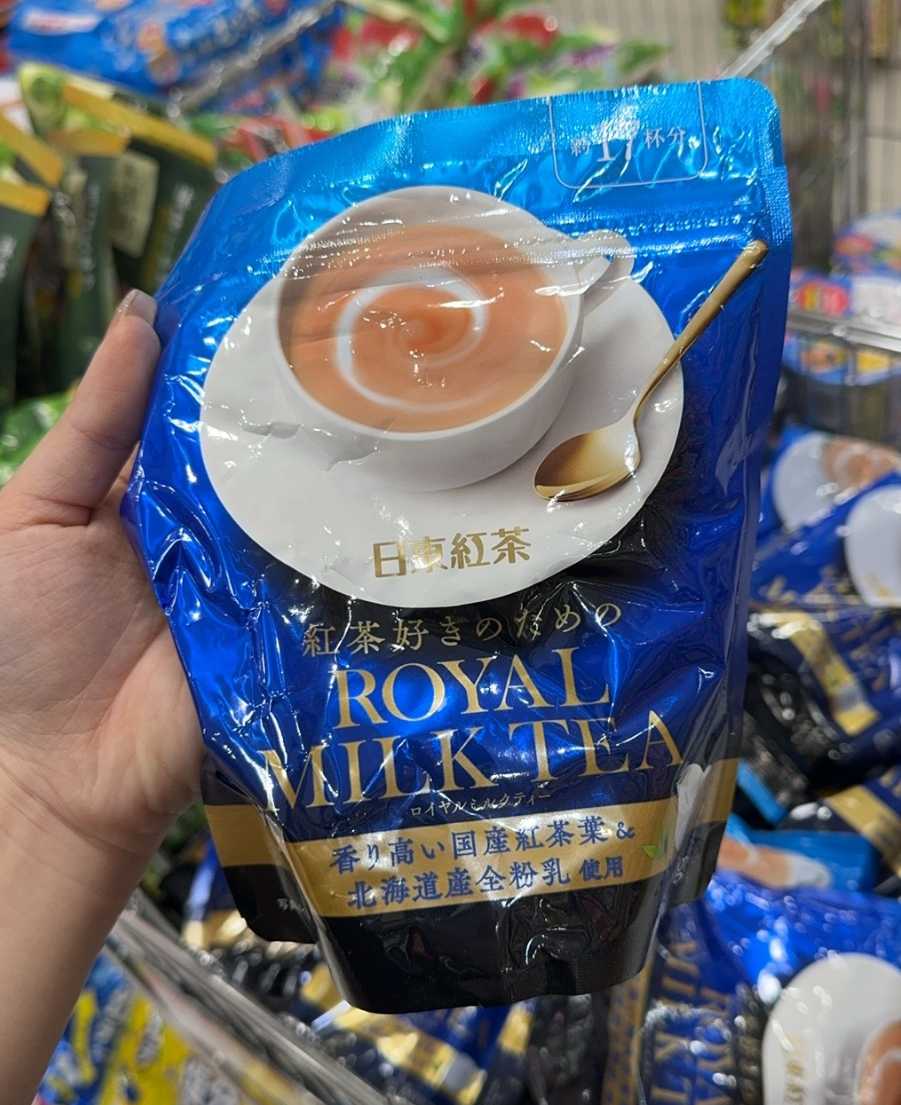 約17杯分
日東紅茶
紅茶好きのための
ROYAL
MILK TEA
ロイヤルミルクティー
香り高い国産紅茶葉&
北海道産全粉乳 使用